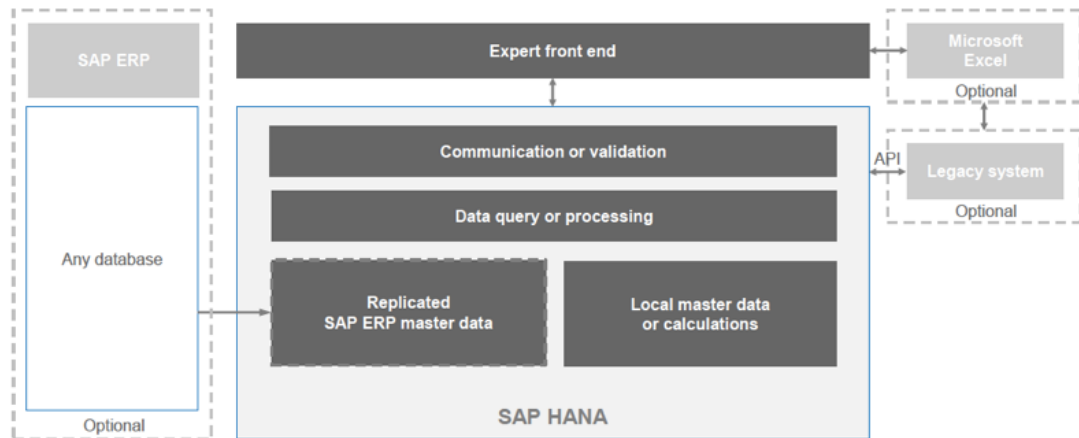 SAP ERP
Any database
Optional
Expert front end
Communication or validation
Data query or processing
Replicated
SAP ERP master data
Local master data
or calculations
SAP HANA
Microsoft
Excel
Optional
API
Legacy system
Optional